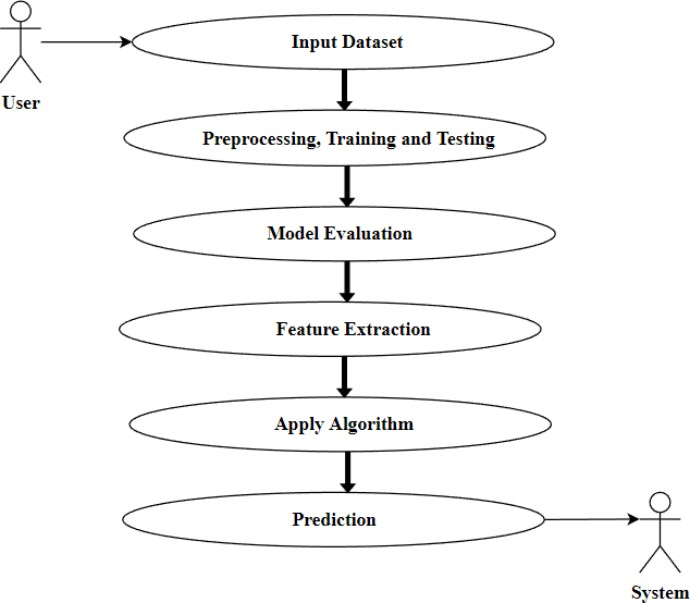 Input Dataset
User
Preprocessing, Training and Testing
Model Evaluation
Feature Extraction
Apply Algorithm
Prediction
System